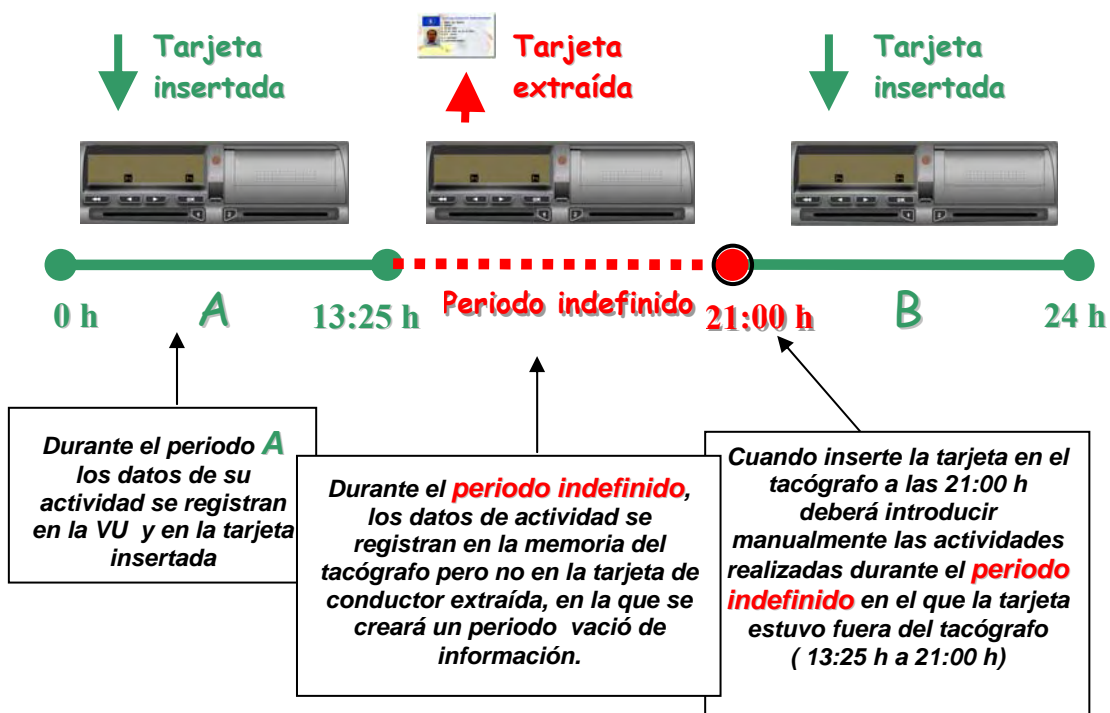 Tarjeta
insertada
Tarjeta
extraída
Tarjeta
insertada
0 h
A
13:25 h
Periodo indefinido
21:00 h
B
24 h
Durante el periodo A
los datos de su
actividad se registran
en la VU y en la tarjeta
insertada
Durante el periodo indefinido,
los datos de actividad se
registran en la memoria del
tacógrafo pero no en la tarjeta de
conductor extraída, en la que se
creará un periodo vació de
información.
Cuando inserte la tarjeta en el
tacógrafo a las 21:00 h
deberá introducir
manualmente las actividades
realizadas durante el periodo
indefinido en el que la tarjeta
estuvo fuera del tacógrafo
( 13:25 h a 21:00 h)